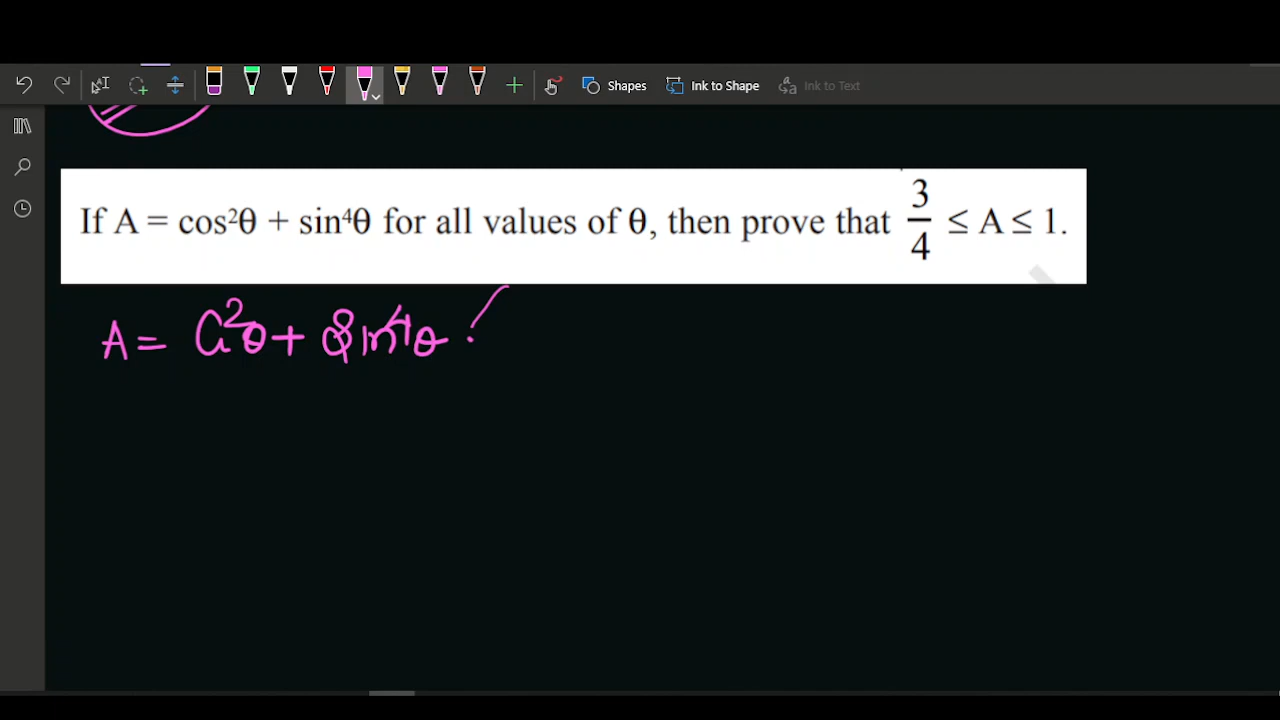 Shapes Ink to Shape Ink to Text
If A = cos²θ + sin⁴θ for all values of θ, then prove that 3/4 ≤ A ≤ 1.
A = C²θ + Sin⁴θ